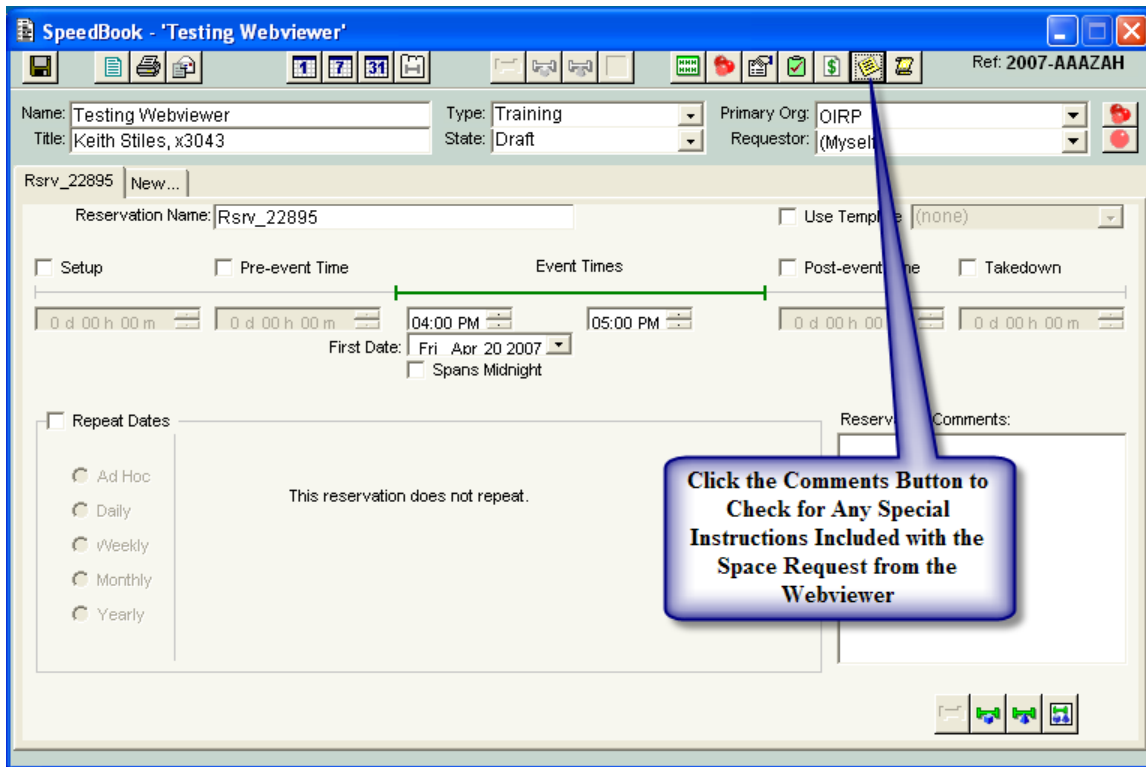 SpeedBook - 'Testing Webviewer'
1 7 31
$
Ref: 2007-AAAZAH
Name: Testing Webviewer
Type: Training
Primary Org: OIRP
Title: Keith Stiles, x3043
State: Draft
Requestor: (Myself
Rsrv_22895 New...
Reservation Name: Rsrv_22895
Use (none)
Setup
Pre-event Time
Event Times
Takedown
0 d 00 h 00 m
0 d 00 h 00 m
04:00 PM
05:00 PM
0 d 00 h 00 m
0 d 00 h 00 m
First Date: Fri Apr 20 2007
Spans Midnight
Repeat Dates
Comments:
Ad Hoc
Daily
Weekly
Monthly
Yearly
This reservation does not repeat.
Click the Comments Button to
Check for Any Special
Instructions Included with the
Space Request from the
Webviewer